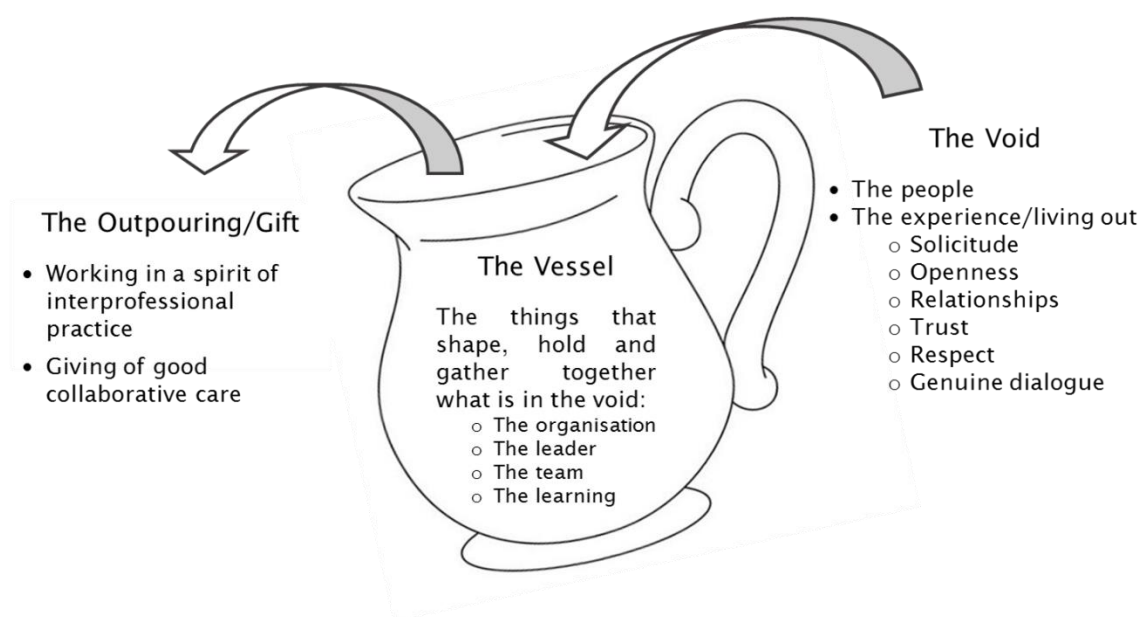 The Outpouring/Gift
• Working in a spirit of
interprofessional
practice
• Giving of good
collaborative care
The Vessel
The things that
shape, hold and
gather together
what is in the void:
o The organisation
o The leader
o The team
o The learning
The Void
• The people
• The experience/living out
o Solicitude
o Openness
o Relationships
o Trust
o Respect
o Genuine dialogue